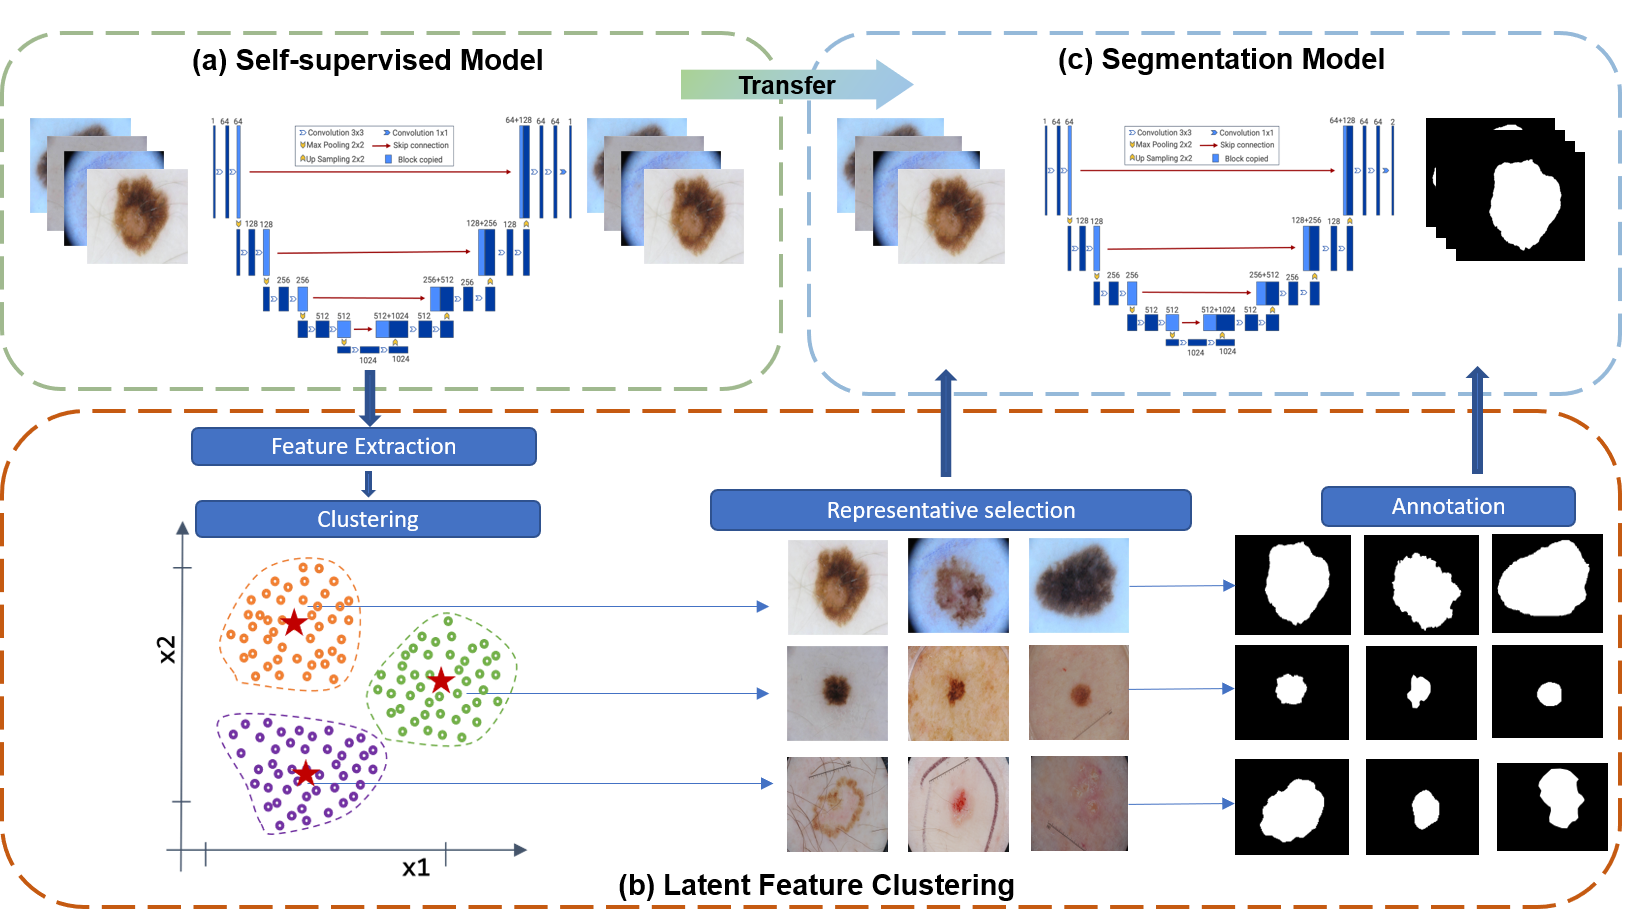 (a) Self-supervised Model
Transfer
(c) Segmentation Model
1 64 64
Convolution 3x3 Convolution 1x1
Max Pooling 2x2 Skip connection
Up Sampling 2x2 Block copied
64+128 64 64 1
128 128
128+256 128
256 256
256+512 256
512 512
512+1024 512
1024 1024
1 64 64
Convolution 3x3 Convolution 1x1
Max Pooling 2x2 Skip connection
Up Sampling 2x2 Block copied
64+128 64 64 2
128 128
128+256 128
256 256
256+512 256
512 512
512+1024 512
1024 1024
Feature Extraction
Clustering
Representative selection
Annotation
x2
x1
(b) Latent Feature Clustering